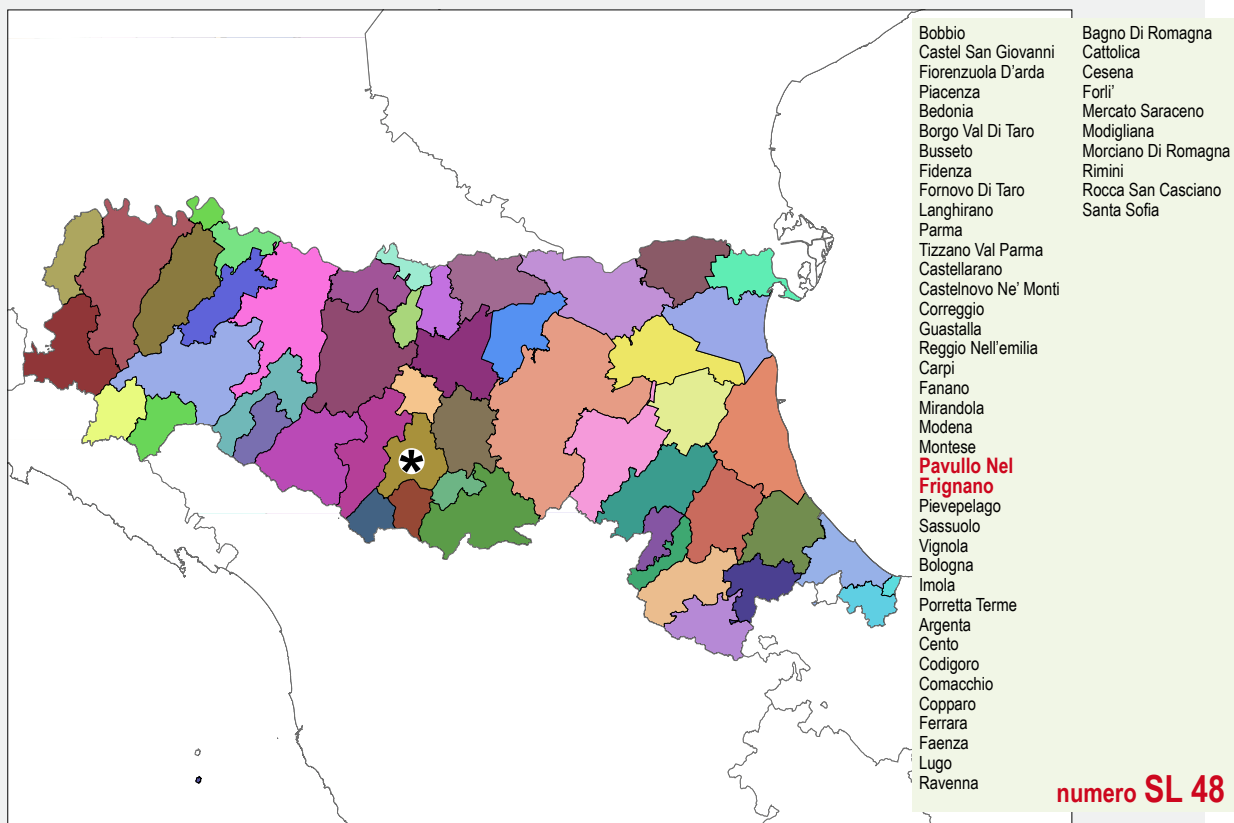 Bobbio
Castel San Giovanni
Fiorenzuola D'arda
Piacenza
Bedonia
Borgo Val Di Taro
Busseto
Fidenza
Fornovo Di Taro
Langhirano
Parma
Tizzano Val Parma
Castellarano
Castelnovo Ne' Monti
Correggio
Guastalla
Reggio Nell'emilia
Carpi
Fanano
Mirandola
Modena
Montese
Pavullo Nel
Frignano
Pievepelago
Sassuolo
Vignola
Bologna
Imola
Porretta Terme
Argenta
Cento
Codigoro
Comacchio
Copparo
Ferrara
Faenza
Lugo
Ravenna
Bagno Di Romagna
Cattolica
Cesena
Forli'
Mercato Saraceno
Modigliana
Morciano Di Romagna
Rimini
Rocca San Casciano
Santa Sofia
numero SL 48